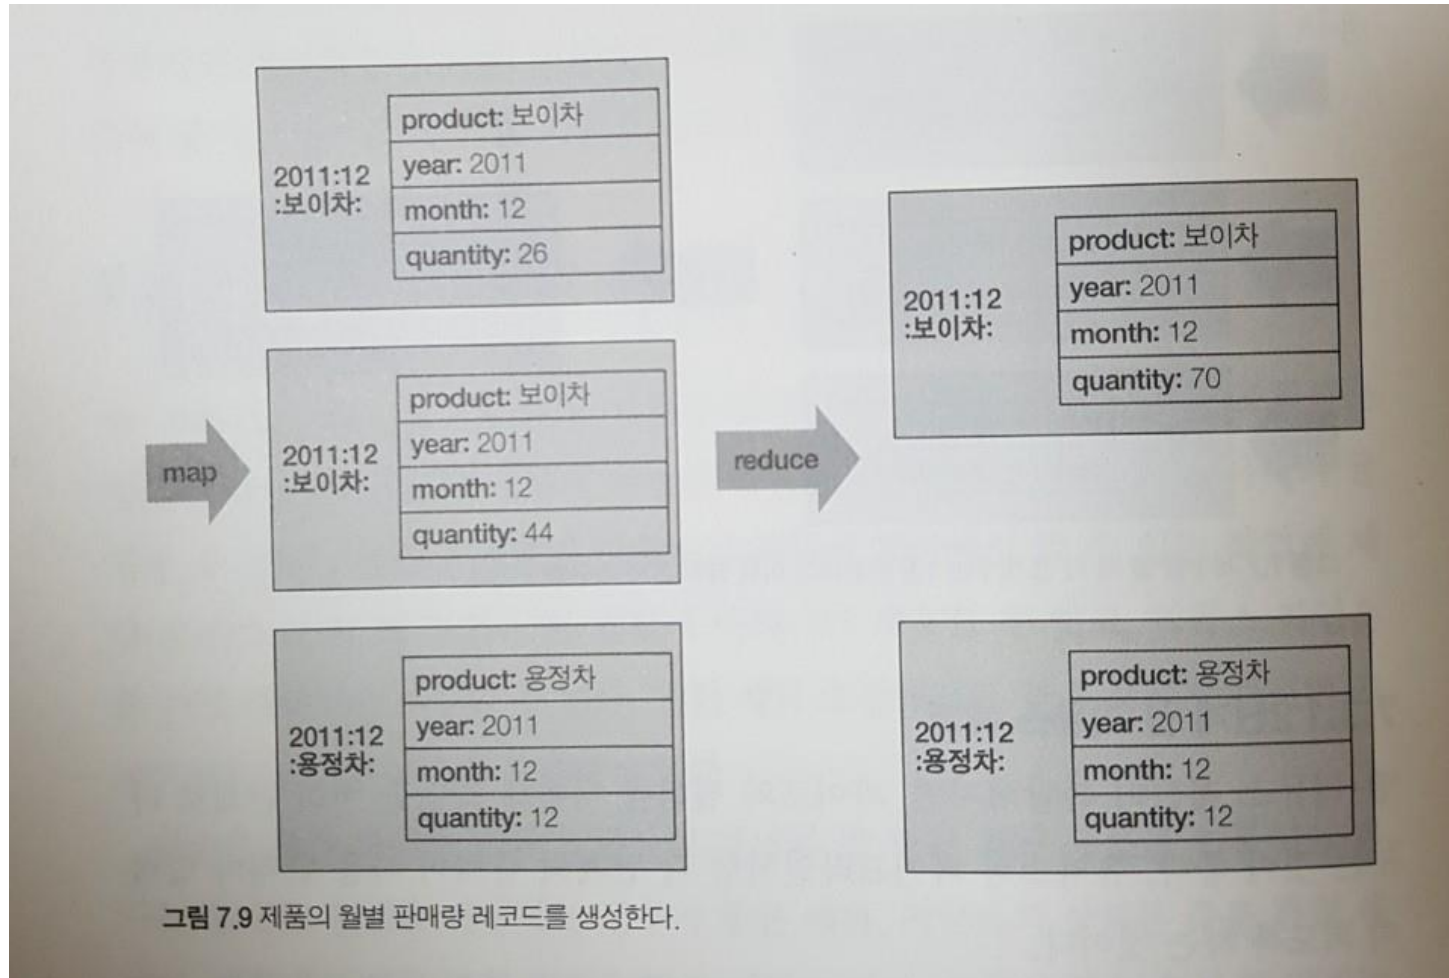 map
2011:12
:보이차:
product: 보이차
year: 2011
month: 12
quantity: 26
2011:12
:보이차:
product: 보이차
year: 2011
month: 12
quantity: 44
2011:12
:용정차:
product: 용정차
year: 2011
month: 12
quantity: 12
reduce
2011:12
:보이차:
product: 보이차
year: 2011
month: 12
quantity: 70
2011:12
:용정차:
product: 용정차
year: 2011
month: 12
quantity: 12
그림 7.9 제품의 월별 판매량 레코드를 생성한다.